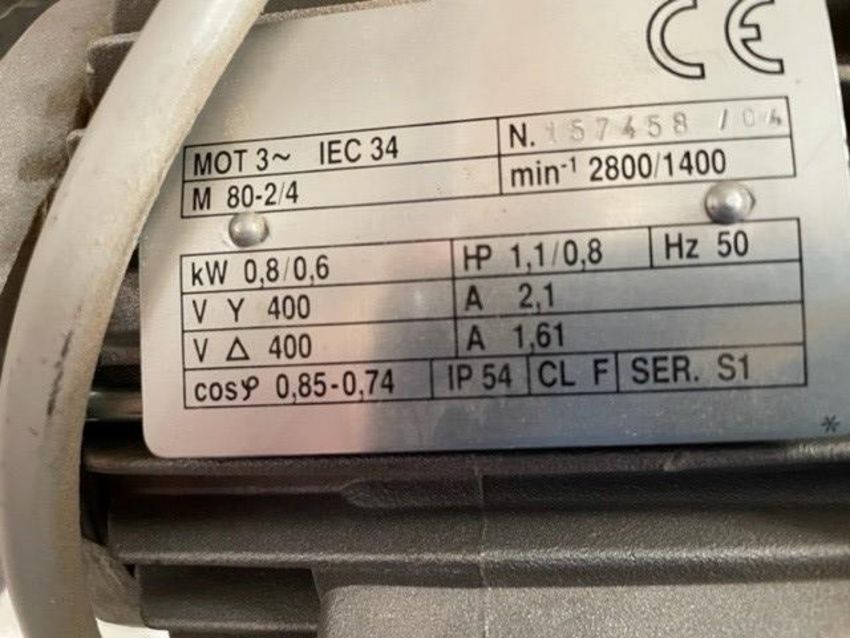 CE
MOT 3~ IEC 34 N. 157458 / 04
M 80-2/4 min-1 2800/1400
kW 0,8/0,6 HP 1,1/0,8 Hz 50
V Y 400 A 2,1
V Δ 400 A 1,61
cosφ 0,85-0,74 IP 54 CL F SER. S1
*